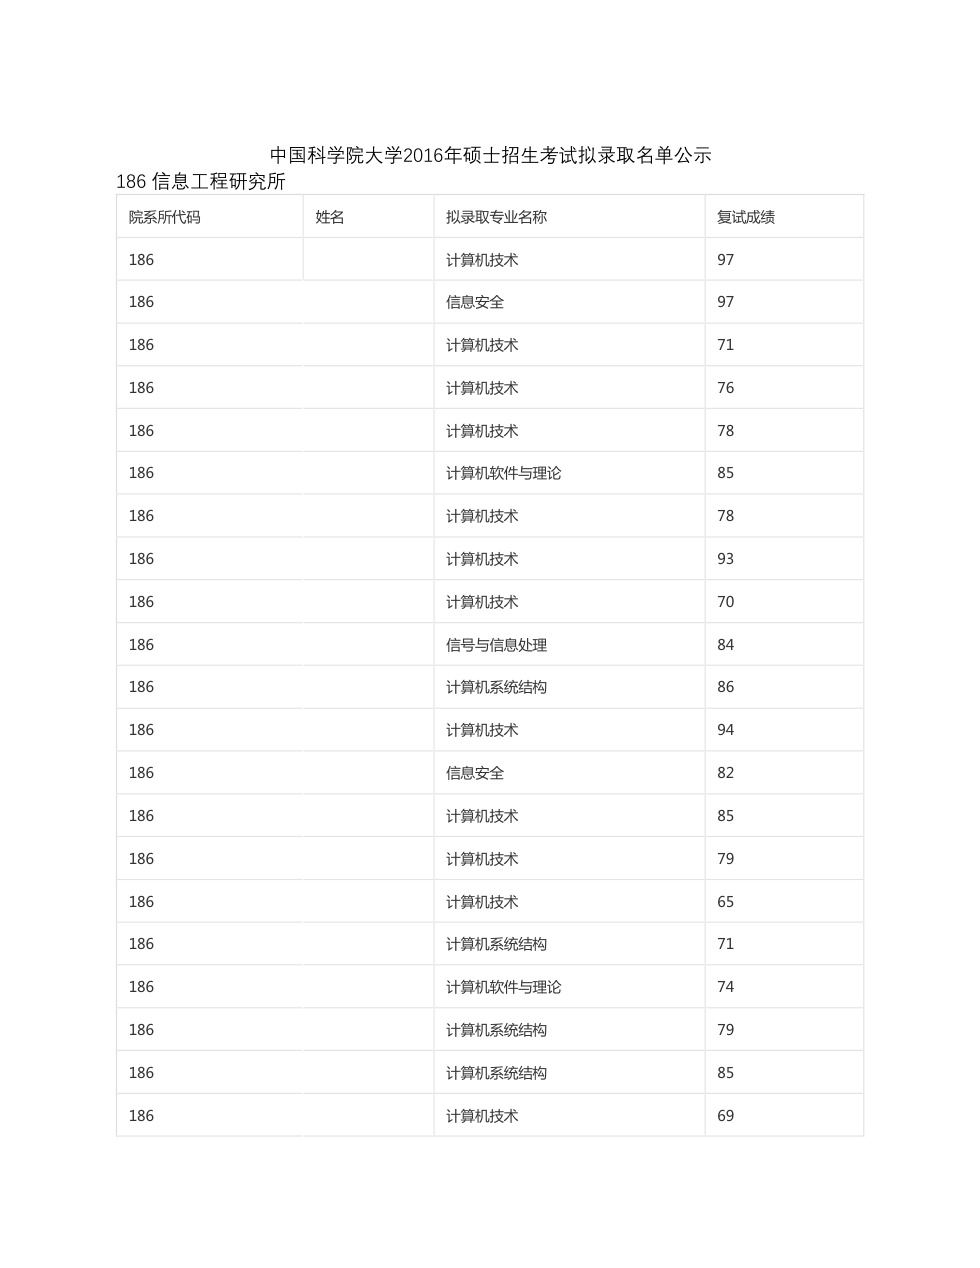 中国科学院大学2016年硕士招生考试拟录取名单公示
186 信息工程研究所
院系所代码 姓名 拟录取专业名称 复试成绩
186 计算机技术 97
186 信息安全 97
186 计算机技术 71
186 计算机技术 76
186 计算机技术 78
186 计算机软件与理论 85
186 计算机技术 78
186 计算机技术 93
186 计算机技术 70
186 信号与信息处理 84
186 计算机系统结构 86
186 计算机技术 94
186 信息安全 82
186 计算机技术 85
186 计算机技术 79
186 计算机技术 65
186 计算机系统结构 71
186 计算机软件与理论 74
186 计算机系统结构 79
186 计算机系统结构 85
186 计算机技术 69